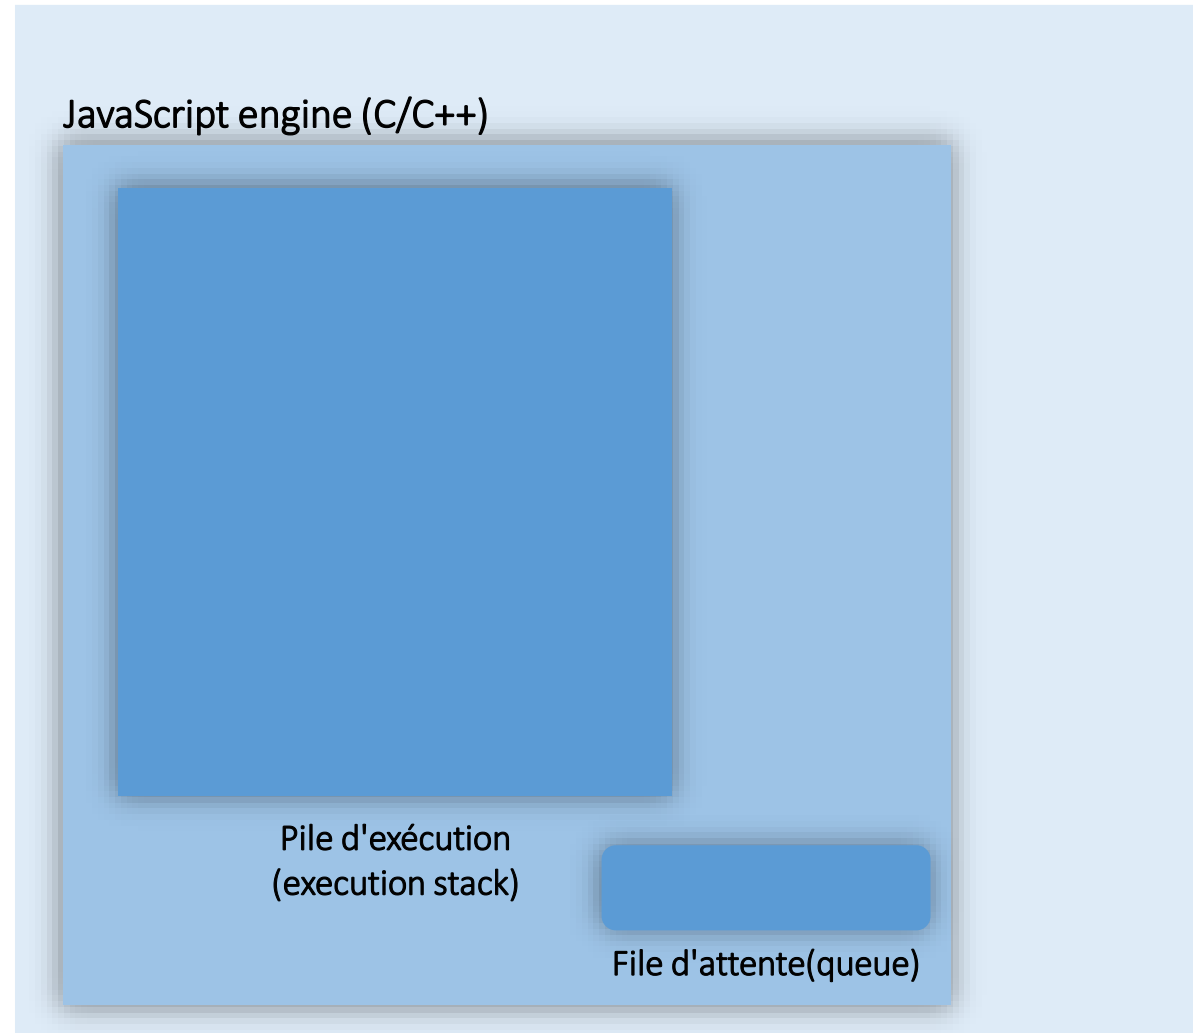 JavaScript engine (C/C++)
Pile d'exécution
(execution stack)
File d'attente(queue)